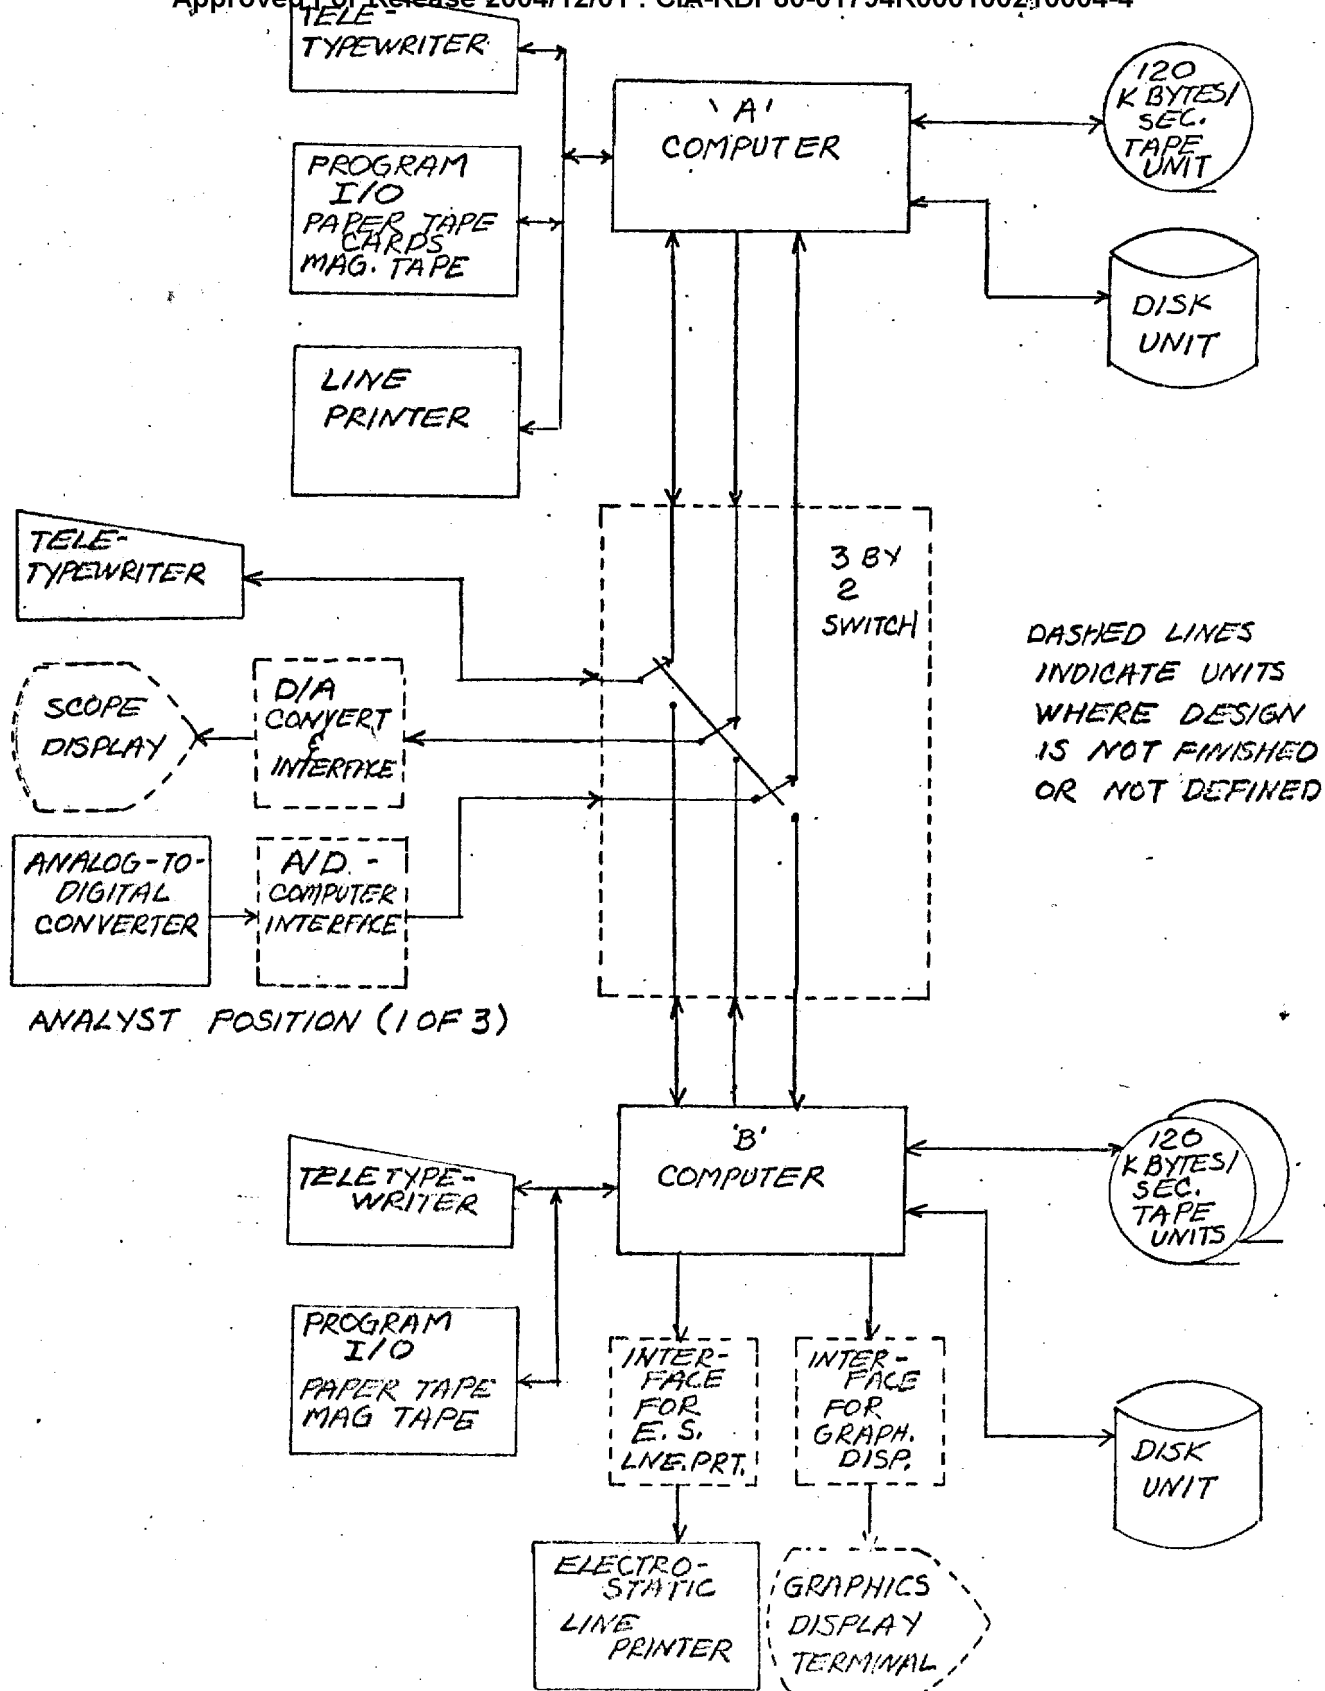 Approved For Release 2004/12/01 : CIA-RDP80-01794R000100210004-4
TELE-
TYPEWRITER
'A'
COMPUTER
120
K BYTES/
SEC.
TAPE
UNIT
PROGRAM
I/O
PAPER TAPE
CARDS
MAG. TAPE
DISK
UNIT
LINE
PRINTER
TELE-
TYPEWRITER
3 BY
2
SWITCH
DASHED LINES
INDICATE UNITS
WHERE DESIGN
IS NOT FINISHED
OR NOT DEFINED
SCOPE
DISPLAY
D/A
CONVERT
&
INTERFACE
ANALOG-TO-
DIGITAL
CONVERTER
A/D -
COMPUTER
INTERFACE
ANALYST POSITION (1 OF 3)
'B'
COMPUTER
TELETYPE-
WRITER
120
K BYTES/
SEC.
TAPE
UNITS
PROGRAM
I/O
PAPER TAPE
MAG TAPE
INTER-
FACE
FOR
E. S.
LNE.PRT.
INTER-
FACE
FOR
GRAPH.
DISP.
DISK
UNIT
ELECTRO-
STATIC
LINE
PRINTER
GRAPHICS
DISPLAY
TERMINAL